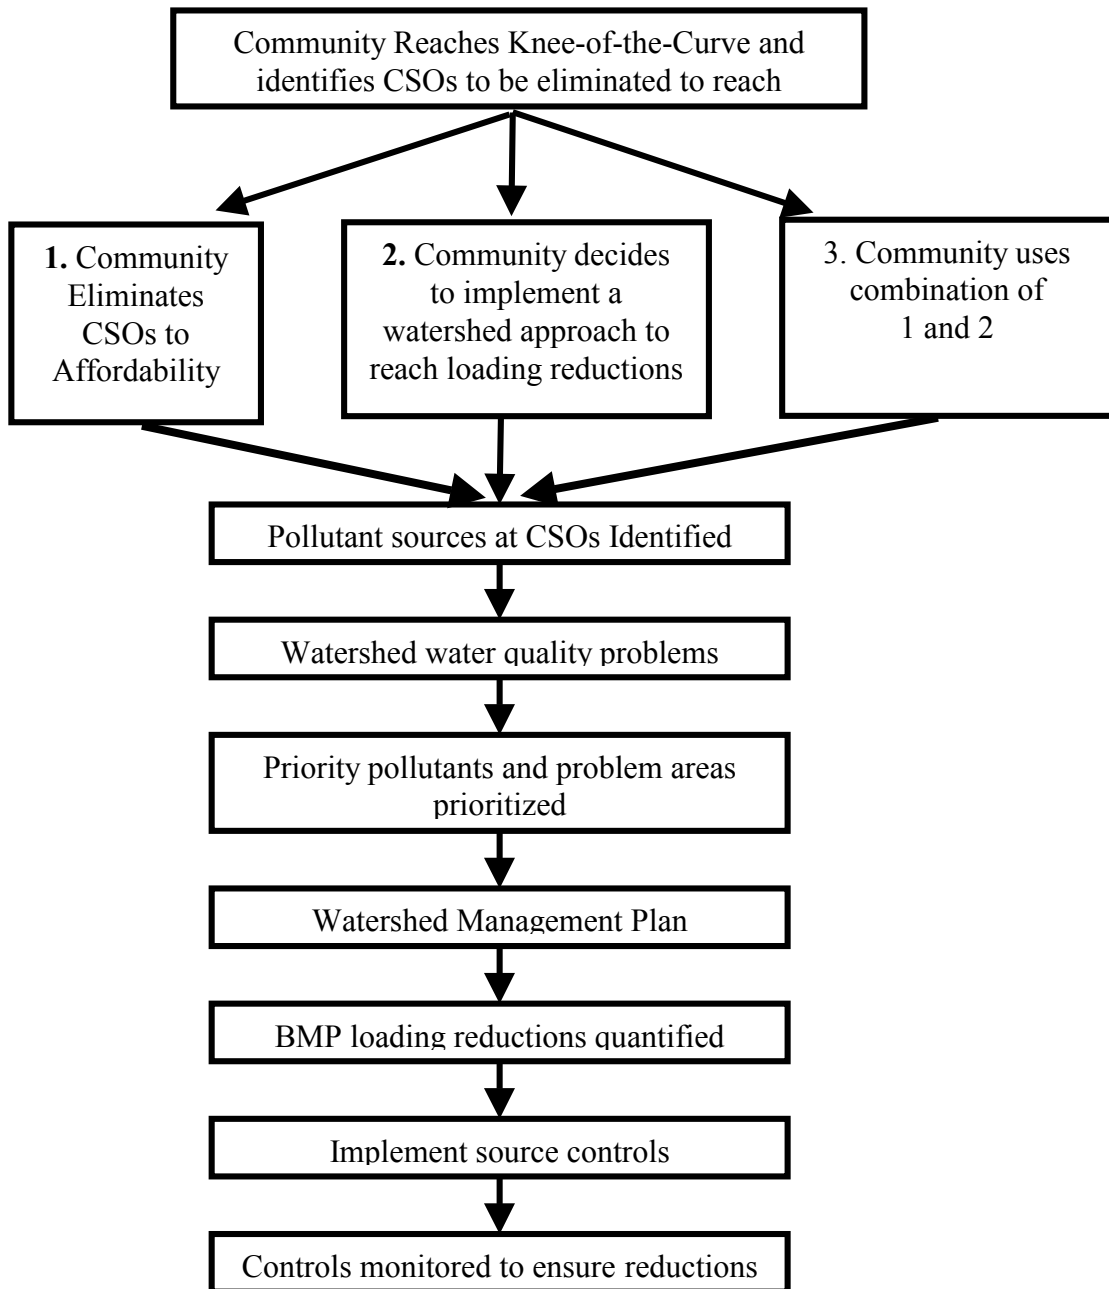 Community Reaches Knee-of-the-Curve and
identifies CSOs to be eliminated to reach
1. Community
Eliminates
CSOs to
Affordability
2. Community decides
to implement a
watershed approach to
reach loading reductions
3. Community uses
combination of
1 and 2
Pollutant sources at CSOs Identified
Watershed water quality problems
Priority pollutants and problem areas
prioritized
Watershed Management Plan
BMP loading reductions quantified
Implement source controls
Controls monitored to ensure reductions